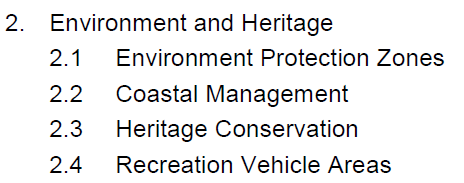 2. Environment and Heritage
2.1 Environment Protection Zones
2.2 Coastal Management
2.3 Heritage Conservation
2.4 Recreation Vehicle Areas